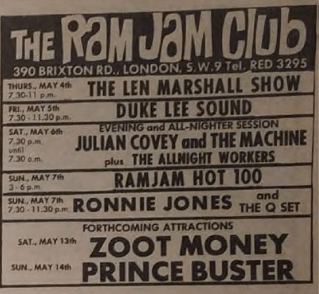 THE RAM JAM Club
390 BRIXTON RD., LONDON, S.W.9 Tel. RED 3295
THURS., MAY 4th THE LEN MARSHALL SHOW
7.30-11 p.m.
FRI., MAY 5th DUKE LEE SOUND
7.30 - 11.30 p.m.
EVENING and ALL-NIGHTER SESSION
SAT., MAY 6th
7.30 p.m. JULIAN COVEY and THE MACHINE
until
7.30 a.m. plus THE ALLNIGHT WORKERS
SUN., MAY 7th RAMJAM HOT 100
3 - 6 p.m.
SUN., MAY 7th RONNIE JONES and
7.30 - 11.30 p.m. THE Q SET
FORTHCOMING ATTRACTIONS
SAT., MAY 13th ZOOT MONEY
SUN., MAY 14th PRINCE BUSTER